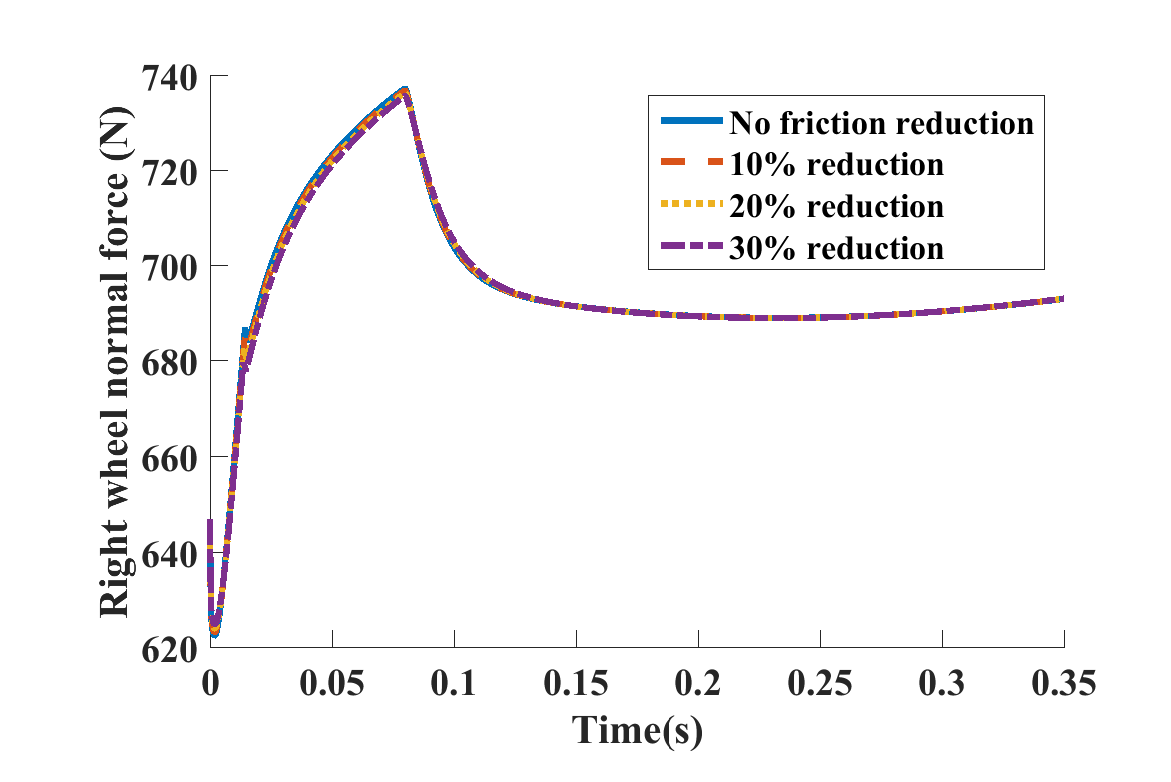 Right wheel normal force (N)
740
720
700
680
660
640
620
0
0.05
0.1
0.15
0.2
0.25
0.3
0.35
Time(s)
No friction reduction
10% reduction
20% reduction
30% reduction